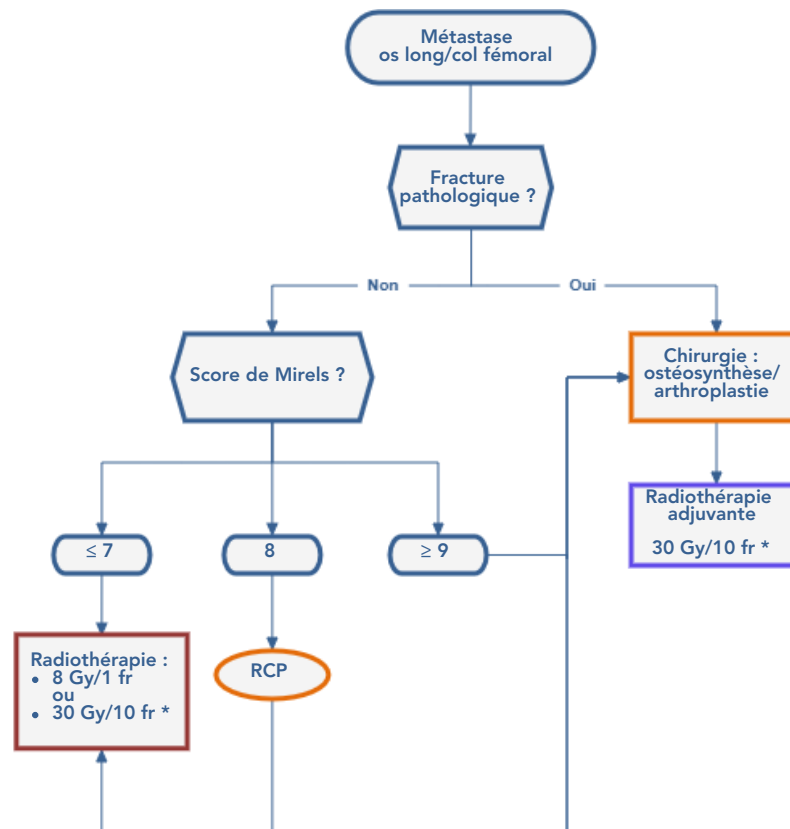 Métastase
os long/col fémoral
Fracture
pathologique ?
Non
Oui
Score de Mirels ?
Chirurgie :
ostéosynthèse/
arthroplastie
Radiothérapie
adjuvante
30 Gy/10 fr *
≤ 7
8
≥ 9
Radiothérapie :
• 8 Gy/1 fr
ou
• 30 Gy/10 fr *
RCP